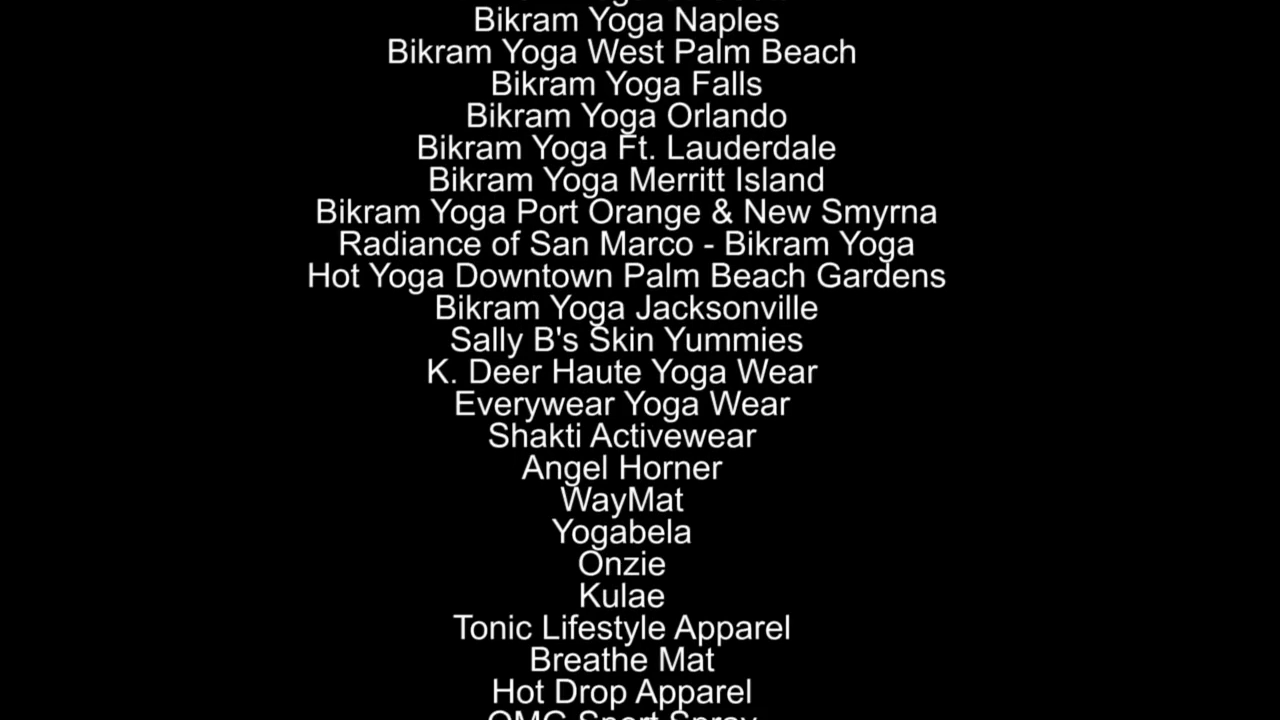 Bikram Yoga Naples
Bikram Yoga West Palm Beach
Bikram Yoga Falls
Bikram Yoga Orlando
Bikram Yoga Ft. Lauderdale
Bikram Yoga Merritt Island
Bikram Yoga Port Orange & New Smyrna
Radiance of San Marco - Bikram Yoga
Hot Yoga Downtown Palm Beach Gardens
Bikram Yoga Jacksonville
Sally B's Skin Yummies
K. Deer Haute Yoga Wear
Everywear Yoga Wear
Shakti Activewear
Angel Horner
WayMat
Yogabela
Onzie
Kulae
Tonic Lifestyle Apparel
Breathe Mat
Hot Drop Apparel
OMG Sport Spray